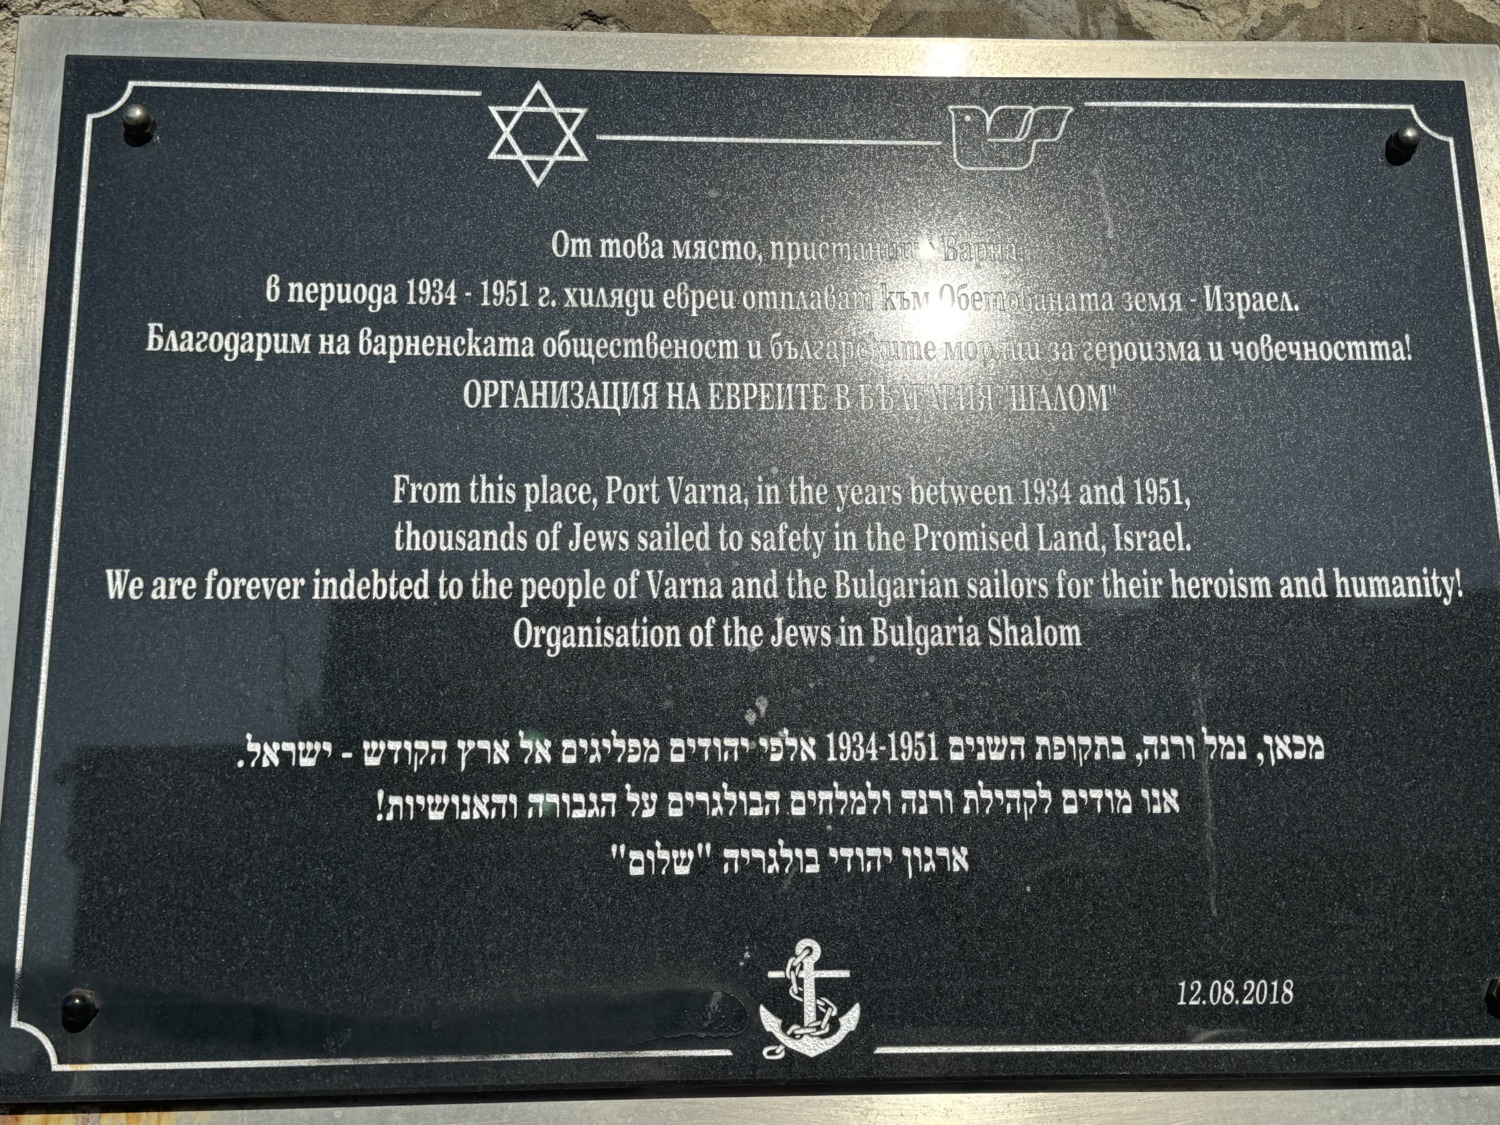 От това място, пристанище Варна,
в периода 1934 - 1951 г. хиляди евреи отплават към Обетованата земя - Израел.
Благодарим на варненската общественост и българските моряци за героизма и човечността!
ОРГАНИЗАЦИЯ НА ЕВРЕИТЕ В БЪЛГАРИЯ "ШАЛОМ"
From this place, Port Varna, in the years between 1934 and 1951,
thousands of Jews sailed to safety in the Promised Land, Israel.
We are forever indebted to the people of Varna and the Bulgarian sailors for their heroism and humanity!
Organisation of the Jews in Bulgaria Shalom
מכאן, נמל ורנה, בתקופת השנים 1934-1951 אלפי יהודים מפליגים אל ארץ הקודש - ישראל.
אנו מודים לקהילת ורנה ולמלחים הבולגרים על הגבורה והאנושיות!
ארגון יהודי בולגריה "שלום"
12.08.2018